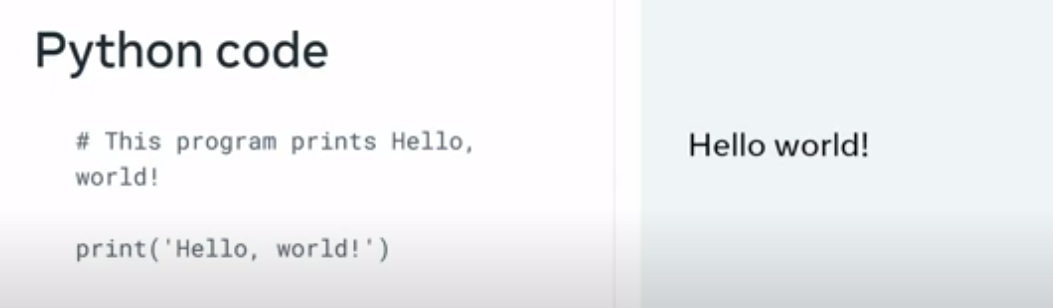 Python code
# This program prints Hello,
world!
print('Hello, world!')
Hello world!